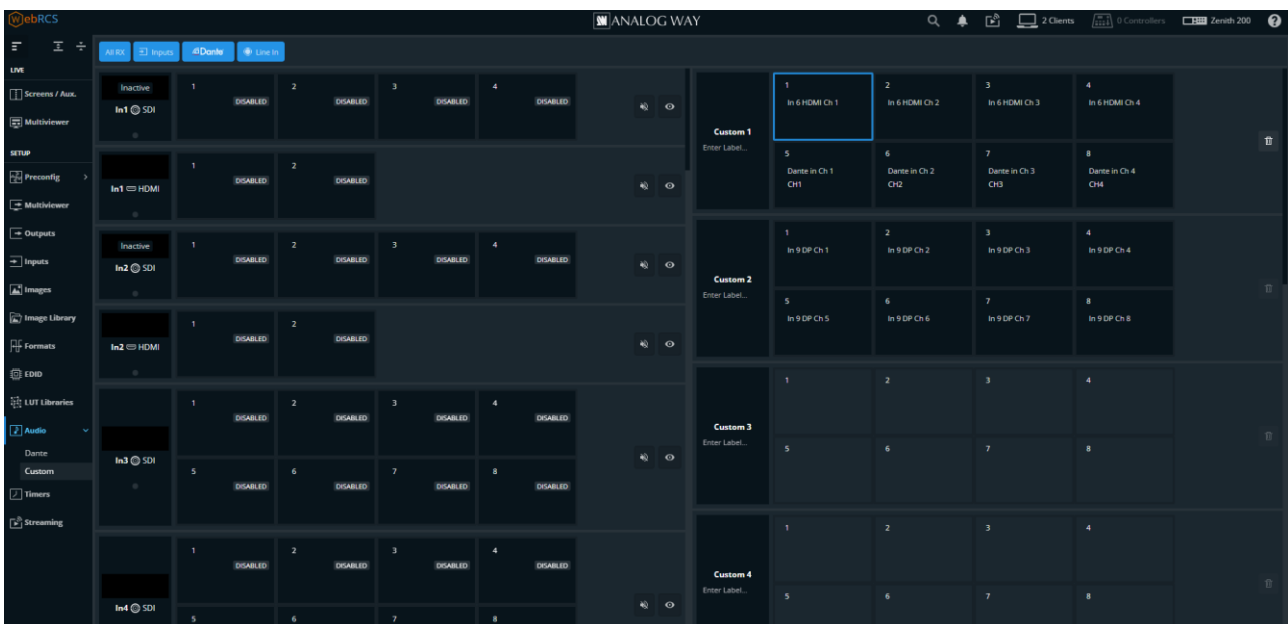 WebRCS
ANALOG WAY
2 Clients
0 Controllers
Zenith 200
LIVE
Screens / Aux.
Multiviewer
SETUP
Preconfig
Multiviewer
Outputs
Inputs
Images
Image Library
Formats
EDID
LUT Libraries
Audio
Dante
Custom
Timers
Streaming
All RX Inputs Dante Line In
Inactive
In1 SDI
1 2 3 4
DISABLED DISABLED DISABLED DISABLED
In1 HDMI
1 2
DISABLED DISABLED
Inactive
In2 SDI
1 2 3 4
DISABLED DISABLED DISABLED DISABLED
In2 HDMI
1 2
DISABLED DISABLED
In3 SDI
1 2 3 4
DISABLED DISABLED DISABLED DISABLED
5 6 7 8
DISABLED DISABLED DISABLED DISABLED
In4 SDI
1 2 3 4
DISABLED DISABLED DISABLED DISABLED
5 6 7 8
Custom 1
Enter Label...
1 2 3 4
In 6 HDMI Ch 1 In 6 HDMI Ch 2 In 6 HDMI Ch 3 In 6 HDMI Ch 4
5 6 7 8
Dante in Ch 1 Dante in Ch 2 Dante in Ch 3 Dante in Ch 4
CH1 CH2 CH3 CH4
Custom 2
Enter Label...
1 2 3 4
In 9 DP Ch 1 In 9 DP Ch 2 In 9 DP Ch 3 In 9 DP Ch 4
5 6 7 8
In 9 DP Ch 5 In 9 DP Ch 6 In 9 DP Ch 7 In 9 DP Ch 8
Custom 3
Enter Label...
1 2 3 4
5 6 7 8
Custom 4
Enter Label...
1 2 3 4
5 6 7 8